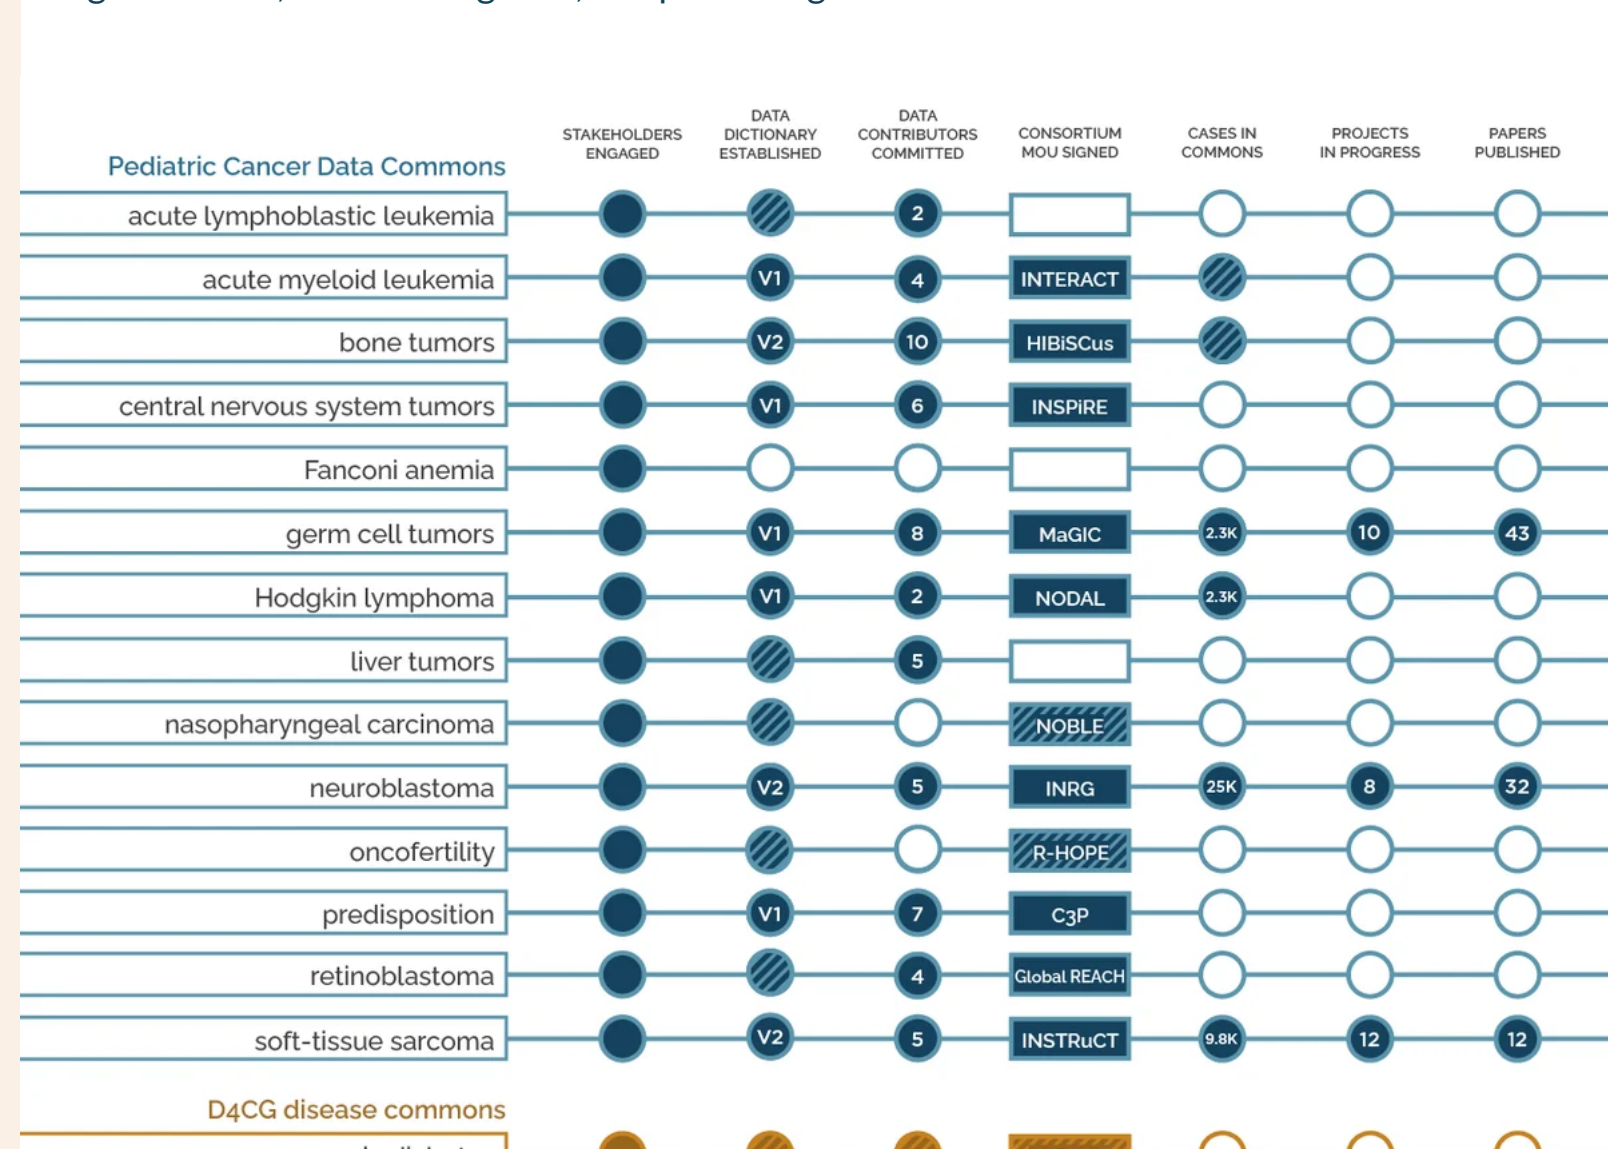 STAKEHOLDERS
ENGAGED
DATA
DICTIONARY
ESTABLISHED
DATA
CONTRIBUTORS
COMMITTED
CONSORTIUM
MOU SIGNED
CASES IN
COMMONS
PROJECTS
IN PROGRESS
PAPERS
PUBLISHED
Pediatric Cancer Data Commons
acute lymphoblastic leukemia 2
acute myeloid leukemia V1 4 INTERACT
bone tumors V2 10 HIBiSCus
central nervous system tumors V1 6 INSPiRE
Fanconi anemia
germ cell tumors V1 8 MaGIC 2.3K 10 43
Hodgkin lymphoma V1 2 NODAL 2.3K
liver tumors 5
nasopharyngeal carcinoma NOBLE
neuroblastoma V2 5 INRG 25K 8 32
oncofertility R-HOPE
predisposition V1 7 C3P
retinoblastoma 4 Global REACH
soft-tissue sarcoma V2 5 INSTRuCT 9.8K 12 12
D4CG disease commons